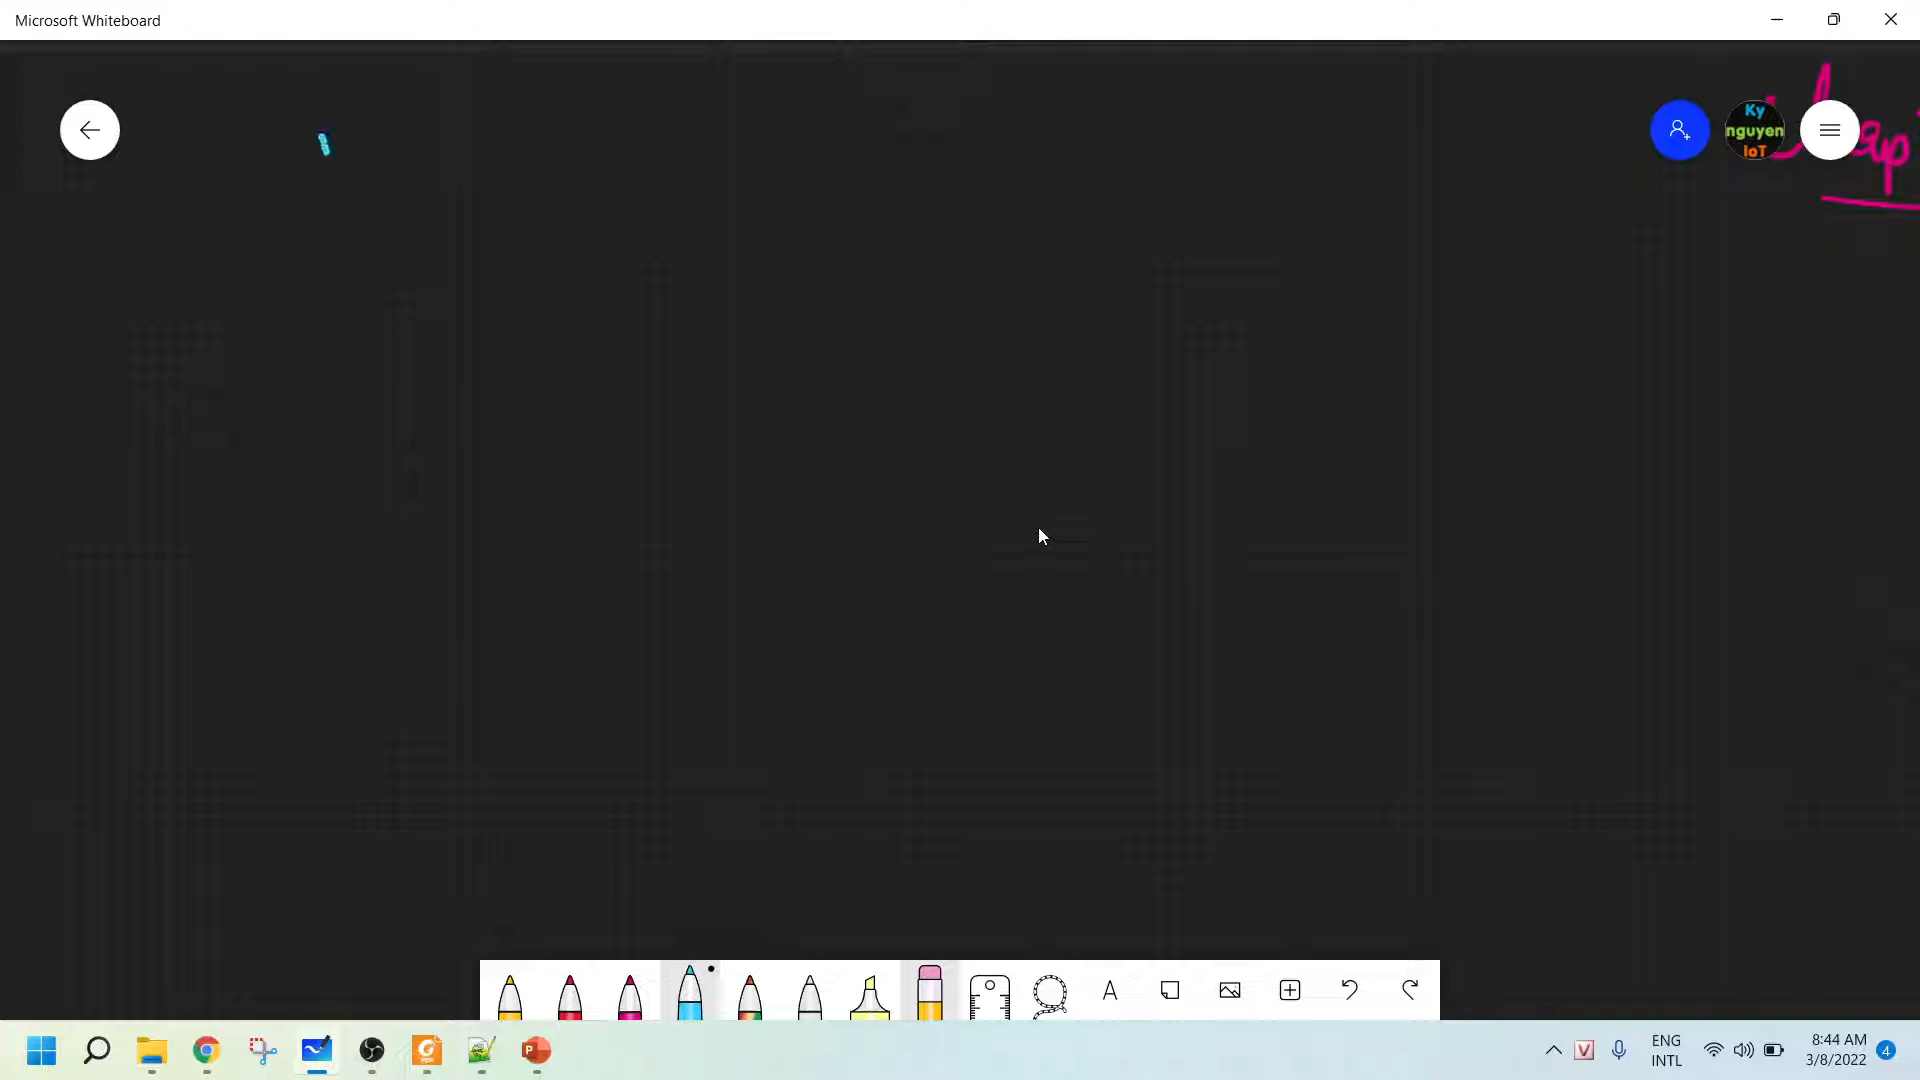 Microsoft Whiteboard
Ky
nguyen
IoT
A
ENG
INTL
8:44 AM
3/8/2022
4